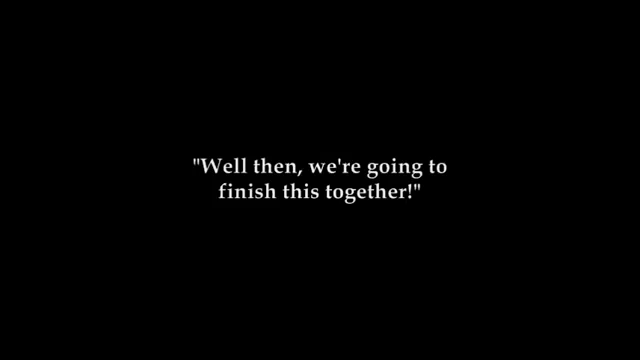 "Well then, we're going to
finish this together!"